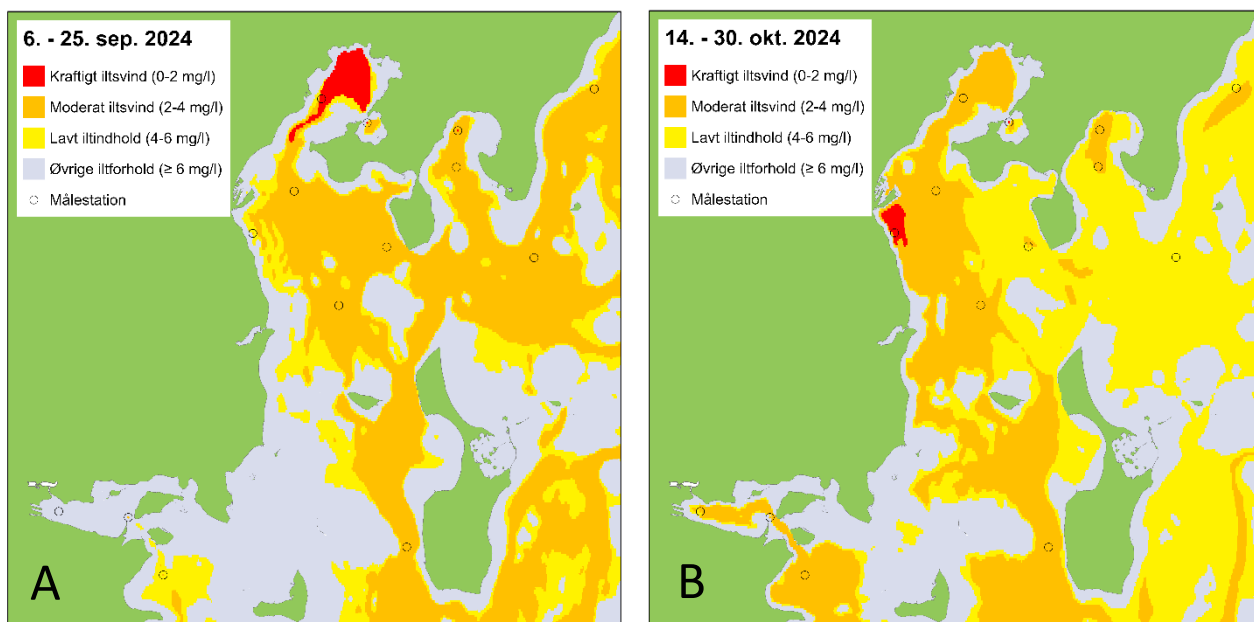 6. - 25. sep. 2024
Kraftigt iltsvind (0-2 mg/l)
Moderat iltsvind (2-4 mg/l)
Lavt iltindhold (4-6 mg/l)
Øvrige iltforhold (≥ 6 mg/l)
Målestation
A
14. - 30. okt. 2024
Kraftigt iltsvind (0-2 mg/l)
Moderat iltsvind (2-4 mg/l)
Lavt iltindhold (4-6 mg/l)
Øvrige iltforhold (≥ 6 mg/l)
Målestation
B